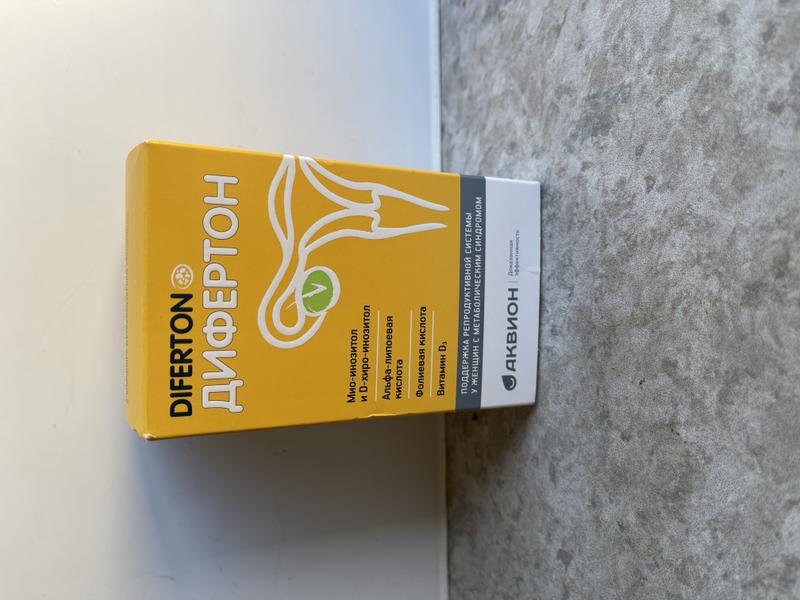 DIFERTON
ДИФЕРТОН
Мио-инозитол
и D-хиро-инозитол
Альфа-липоевая
кислота
Фолиевая кислота
Витамин D₃
ПОДДЕРЖКА РЕПРОДУКТИВНОЙ СИСТЕМЫ
У ЖЕНЩИН С МЕТАБОЛИЧЕСКИМ СИНДРОМОМ
АКВИОН
Доказанная
эффективность